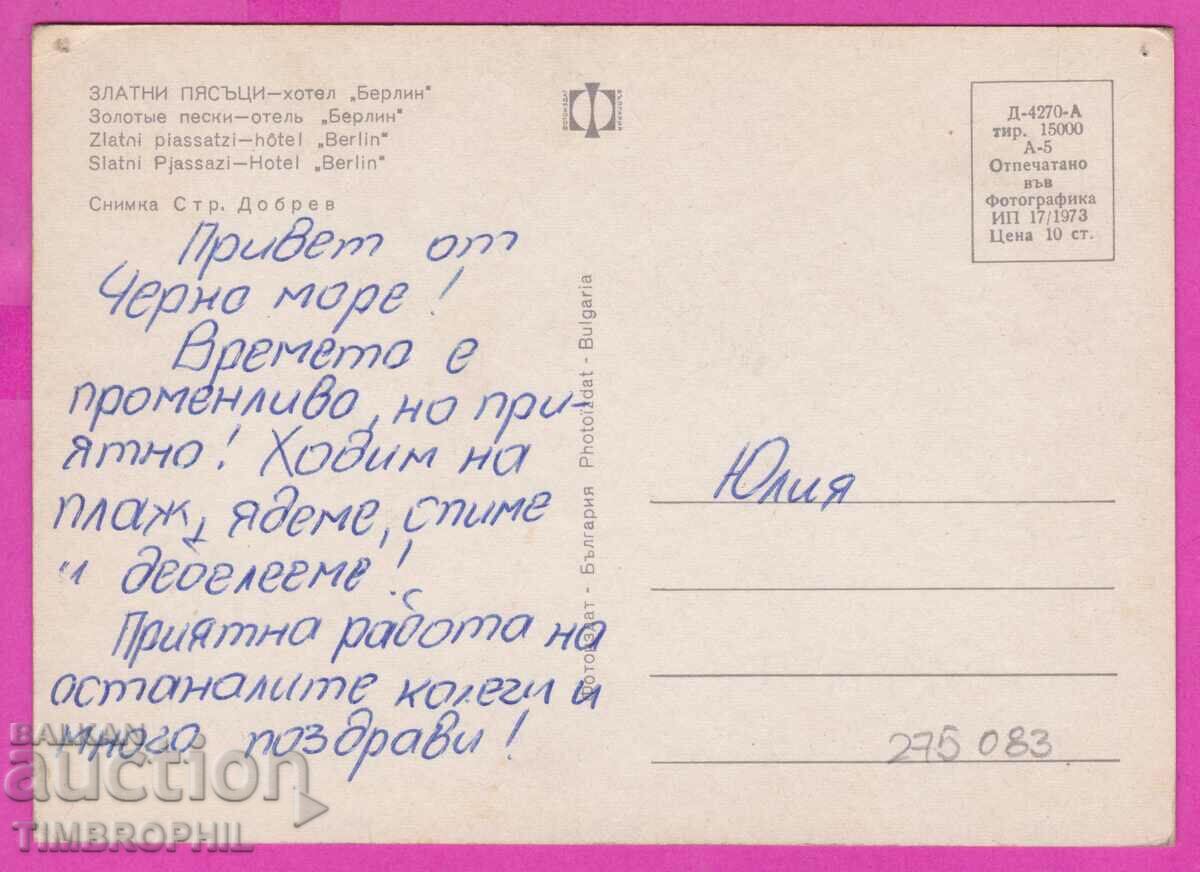 ЗЛАТНИ ПЯСЪЦИ—хотел „Берлин"
Золотые пески—отель „Берлин"
Zlatni piassatzi—hôtel „Berlin"
Slatni Pjassazi—Hotel „Berlin"
Снимка Стр. Добрев
Привет от
Черно море!
Времето е
променливо, но при-
ятно! Ходим на
плаж, ядеме, спиме
и дебелееме!
Приятна работа на
останалите колеги и
много поздрави!
Фотоиздат - България Photoizdat - Bulgaria
Д-4270-А
тир. 15000
А-5
Отпечатано
във
Фотографика
ИП 17/1973
Цена 10 ст.
Юлия
275 083
BALKAN
auction
TIMBROPHIL